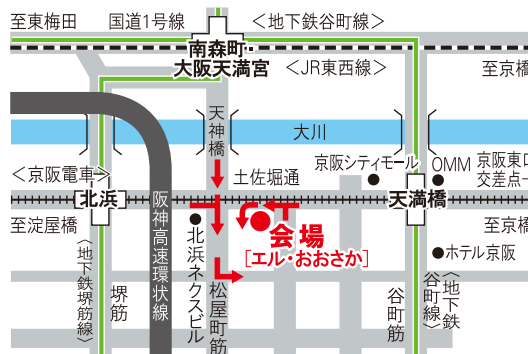 至東梅田
国道1号線
＜地下鉄谷町線＞
南森町・
大阪天満宮
＜JR東西線＞
至京橋
天神橋
大川
京阪シティモール
OMM
京阪東口
交差点→
＜京阪電車＞
土佐堀通
北浜
天満橋
至淀屋橋
会場
[エル・おおさか]
至京橋
ホテル京阪
＜地下鉄
堺筋線＞
堺筋
阪神高速環状線
北浜ネクスビル
松屋町筋
谷町筋
＜地下鉄
谷町線＞